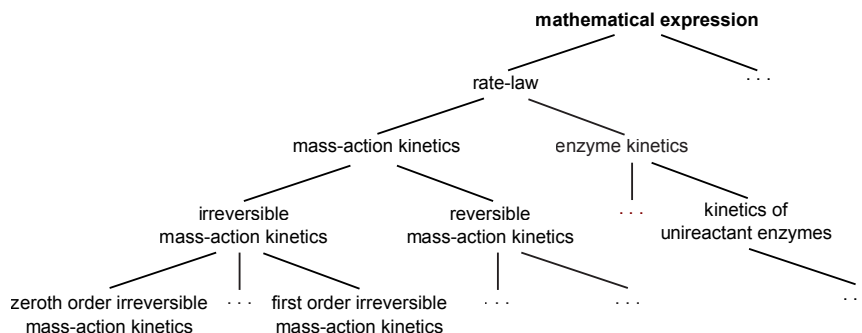 mathematical expression
rate-law
. . .
mass-action kinetics
enzyme kinetics
irreversible
mass-action kinetics
reversible
mass-action kinetics
. . .
kinetics of
unireactant enzymes
zeroth order irreversible
mass-action kinetics
. . .
first order irreversible
mass-action kinetics
. . .
. . .
. .